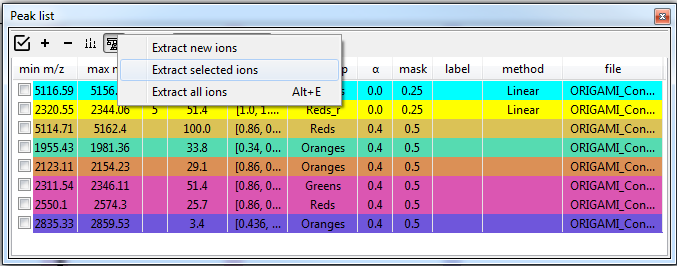 Peak list
Extract new ions
Extract selected ions
Extract all ions Alt+E
min m/z max α mask label method file
5116.59 5156. 0.0 0.25 Linear ORIGAMI_Con...
2320.55 2344.06 5 51.4 [1.0, 1.... Reds_r 0.0 0.25 Linear ORIGAMI_Con...
5114.71 5162.4 100.0 [0.86, 0... Reds 0.4 0.5 ORIGAMI_Con...
1955.43 1981.36 33.8 [0.34, 0... Oranges 0.4 0.5 ORIGAMI_Con...
2123.11 2154.23 29.1 [0.86, 0... Oranges 0.4 0.5 ORIGAMI_Con...
2311.54 2346.11 51.4 [0.86, 0... Greens 0.4 0.5 ORIGAMI_Con...
2550.1 2574.3 25.7 [0.86, 0... Reds 0.4 0.5 ORIGAMI_Con...
2835.33 2859.53 3.4 [0.436, ... Oranges 0.4 0.5 ORIGAMI_Con...